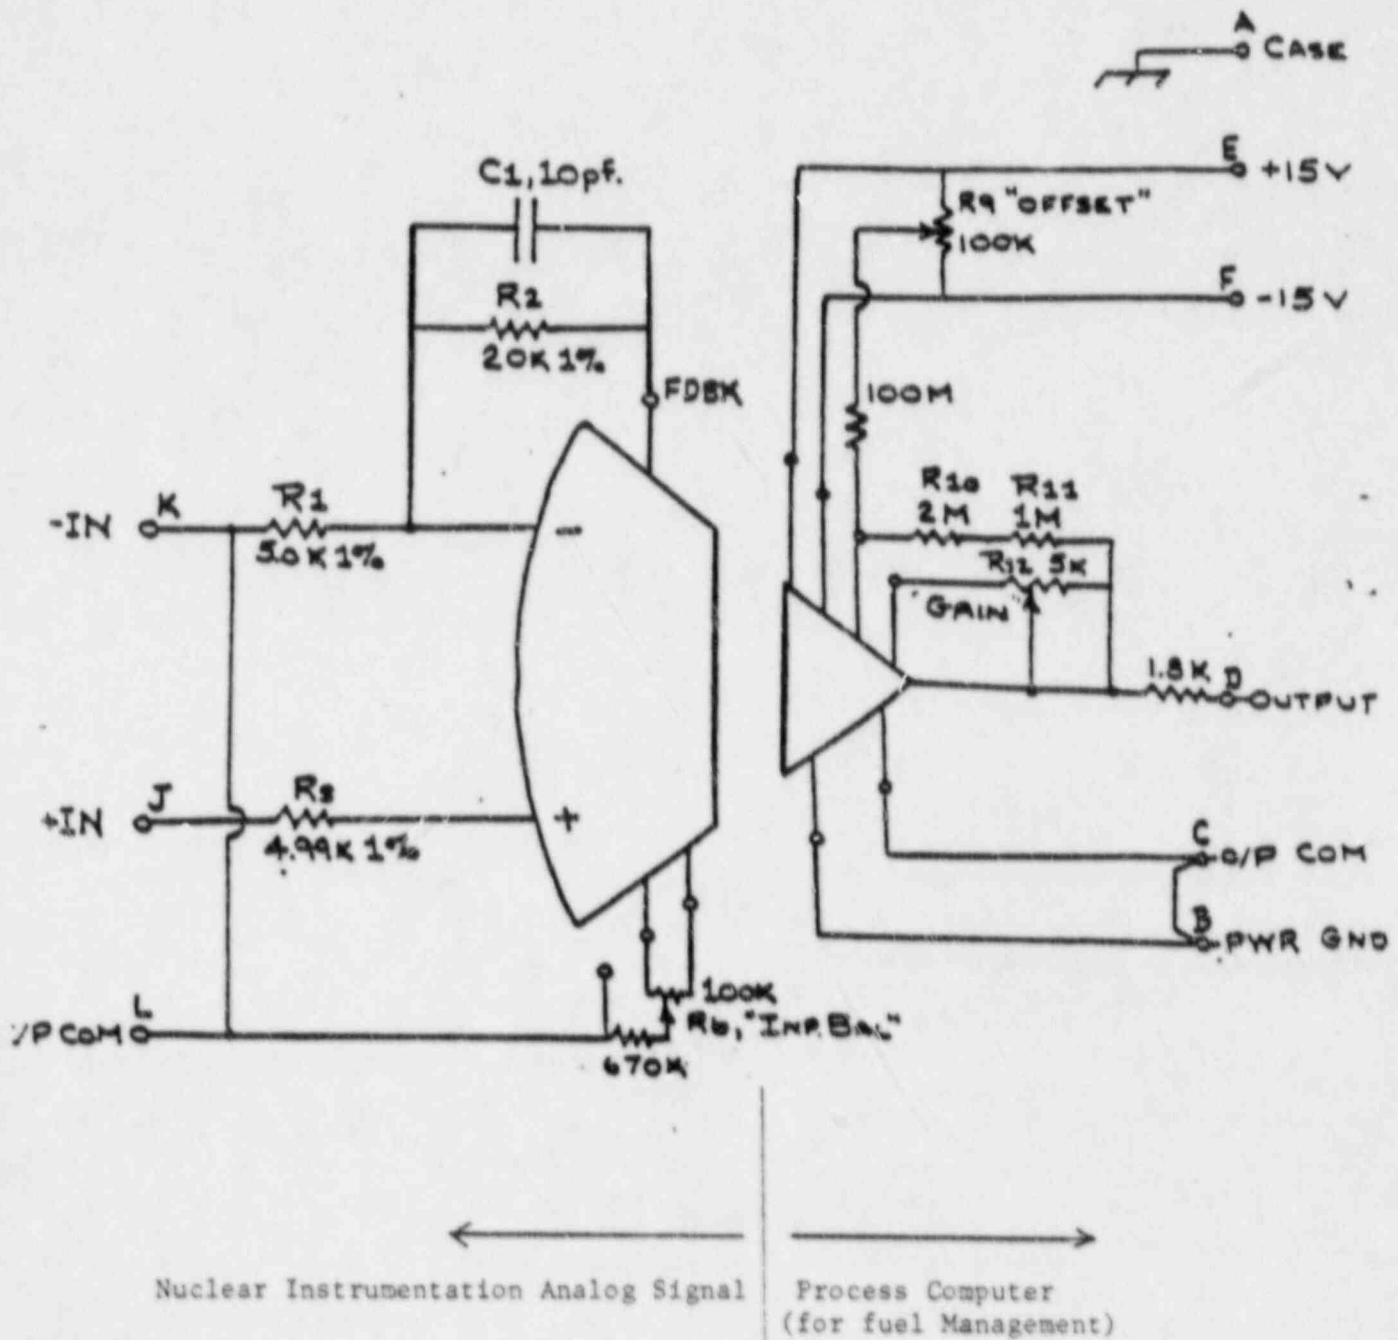 A
CASE
E
+15V
R9 "OFFSET"
100K
F
-15V
C1, 10pf.
R2
20K 1%
FDBK
100M
R10
2M
R11
1M
R12 5K
GAIN
-IN
K
R1
5.0K 1%
-
1.8K
D
OUTPUT
+IN
J
R3
4.99K 1%
+
C
O/P COM
B
PWR GND
100K
R6, "INP. BAL"
670K
/P COM
L
Nuclear Instrumentation Analog Signal
Process Computer
(for fuel Management)